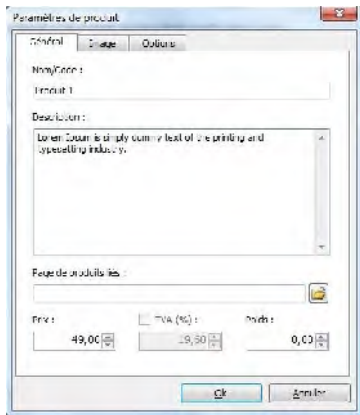 Paramètres de produit
Général Image Options
Nom/Code :
Produit 1
Description :
Lorem Ipsum is simply dummy text of the printing and
typesetting industry.
Page de produits liés :
Prix : TVA (%) : Poids :
49,00 19,60 0,00
Ok Annuler